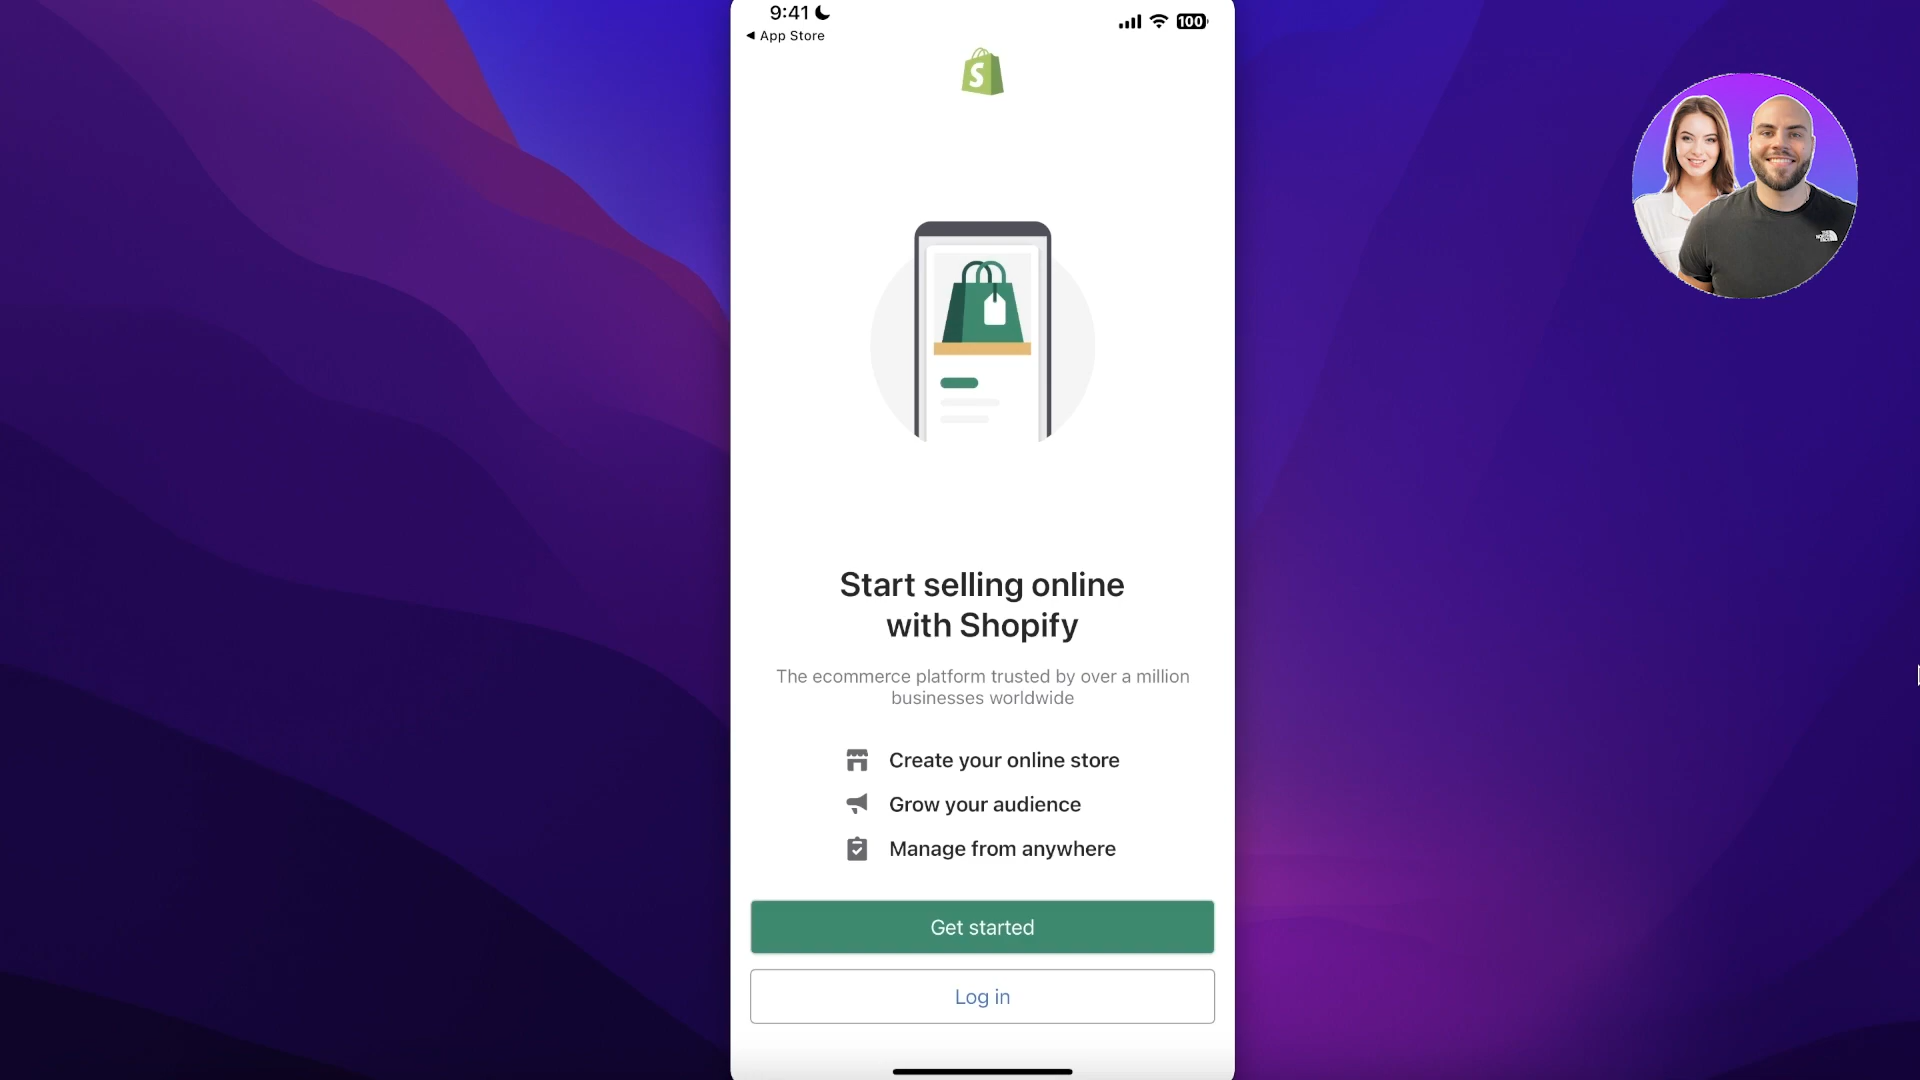 9:41
100
◀ App Store
S
Start selling online
with Shopify
The ecommerce platform trusted by over a million
businesses worldwide
Create your online store
Grow your audience
Manage from anywhere
Get started
Log in